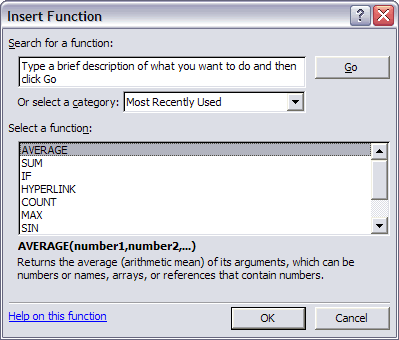 Insert Function
Search for a function:
Type a brief description of what you want to do and then
click Go
Go
Or select a category: Most Recently Used
Select a function:
AVERAGE
SUM
IF
HYPERLINK
COUNT
MAX
SIN
AVERAGE(number1,number2,...)
Returns the average (arithmetic mean) of its arguments, which can be
numbers or names, arrays, or references that contain numbers.
Help on this function
OK
Cancel